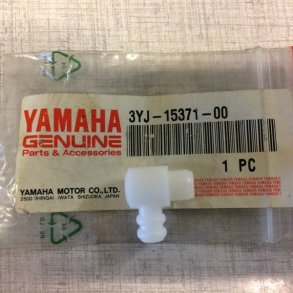 YAMAHA
GENUINE
Parts & Accessories
3YJ-15371-00
1 PC
YAMAHA MOTOR CO.,LTD.
2500 SHINGAI IWATA SHIZUOKA JAPAN